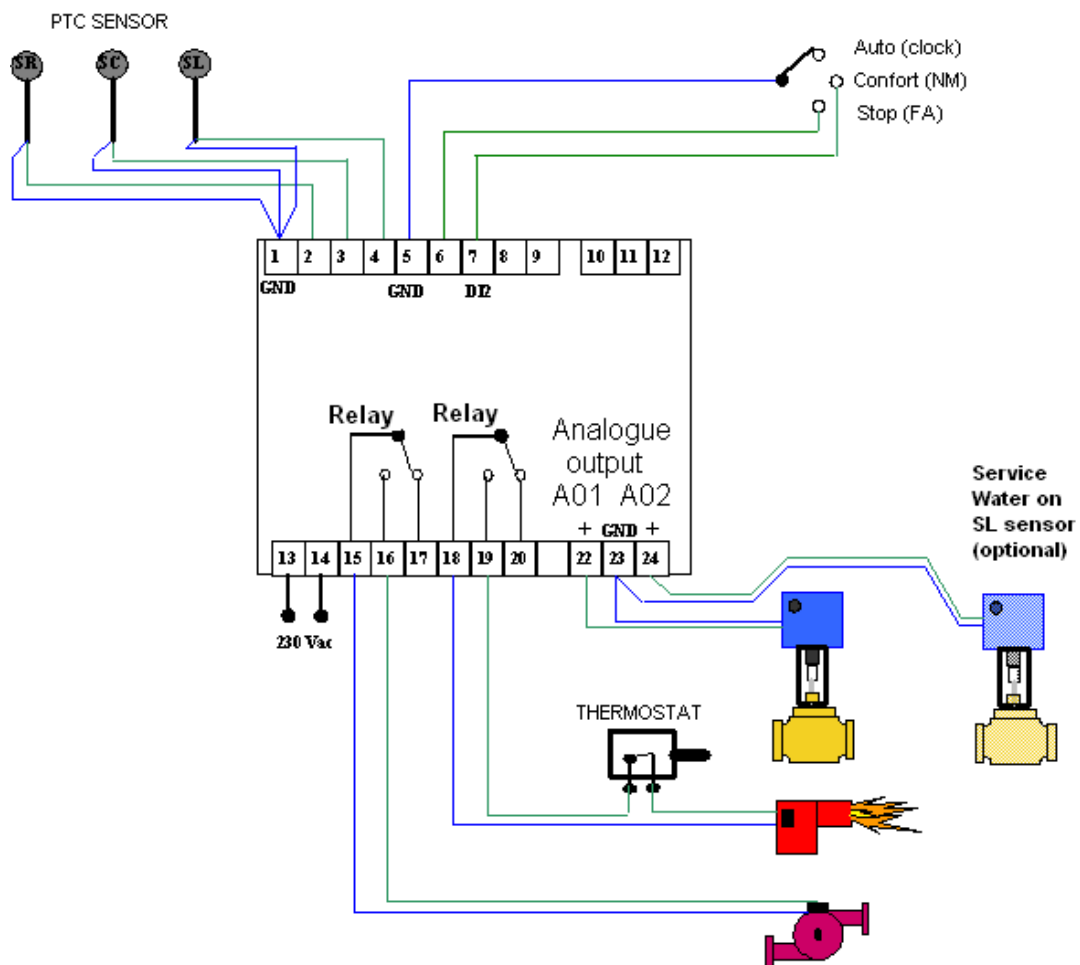 PTC SENSOR
SR SC SL
Auto (clock)
Confort (NM)
Stop (FA)
1 2 3 4 5 6 7 8 9 10 11 12
GND GND DI2
Relay Relay
Analogue
output
A01 A02
+ GND +
13 14 15 16 17 18 19 20 22 23 24
230 Vac
Service
Water on
SL sensor
(optional)
THERMOSTAT